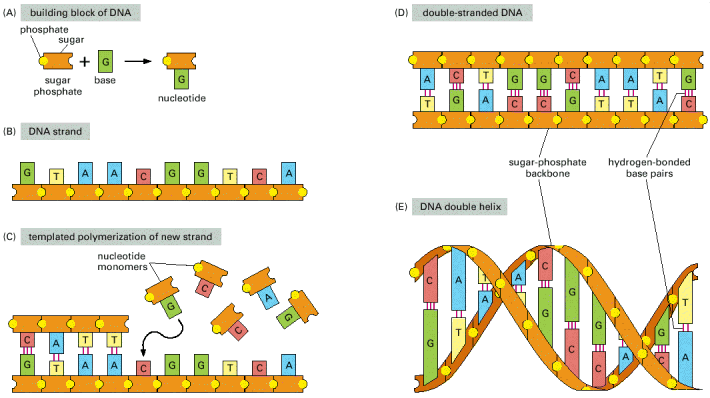 (A) building block of DNA
phosphate
sugar
+
G
sugar
phosphate
base
G
nucleotide
(B) DNA strand
G T A A C G G T C A
(C) templated polymerization of new strand
nucleotide
monomers
G
C
A
G
C
C A T T
G T A A C G G T C A
(D) double-stranded DNA
A C T G G C A A T G
T G A C C G T T A C
sugar-phosphate
backbone
hydrogen-bonded
base pairs
(E) DNA double helix
C A T A C G G T
G T A G C C A G A